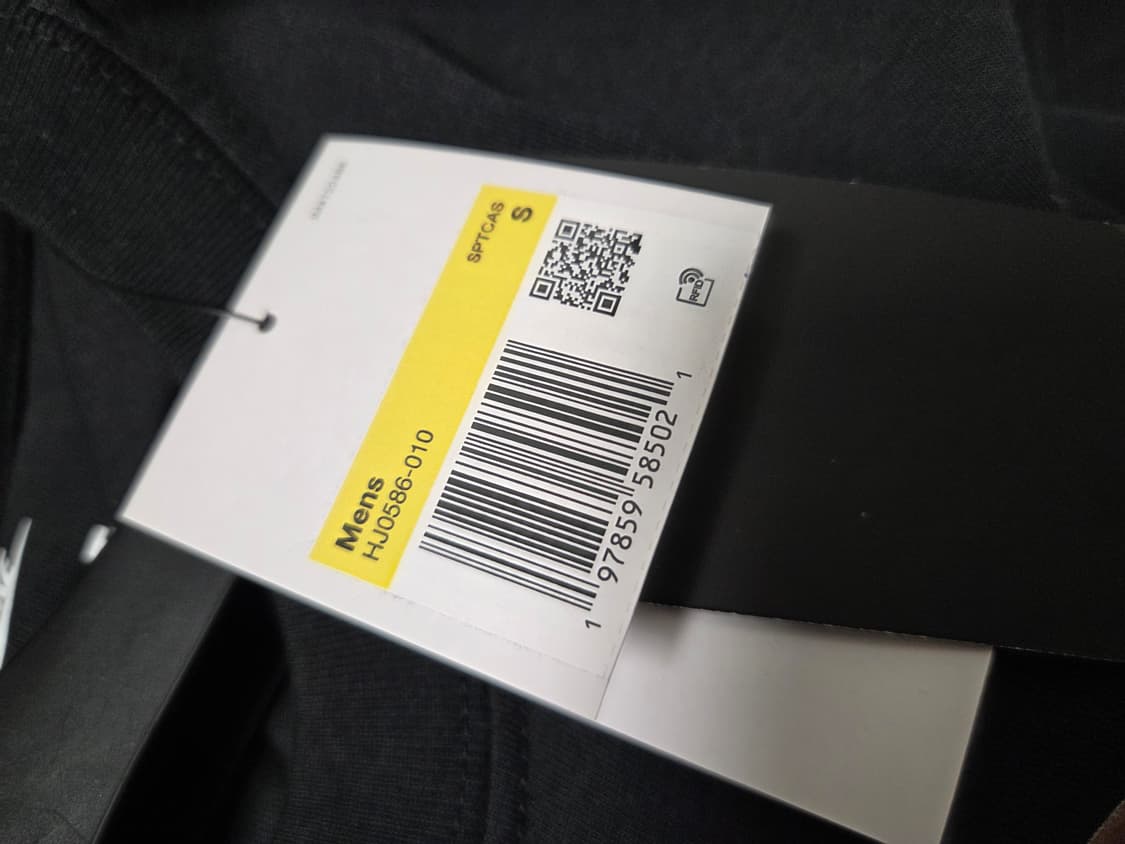 Mens
SPTCAS
HJ0586-010
S
1 97859 58502 1
RFID